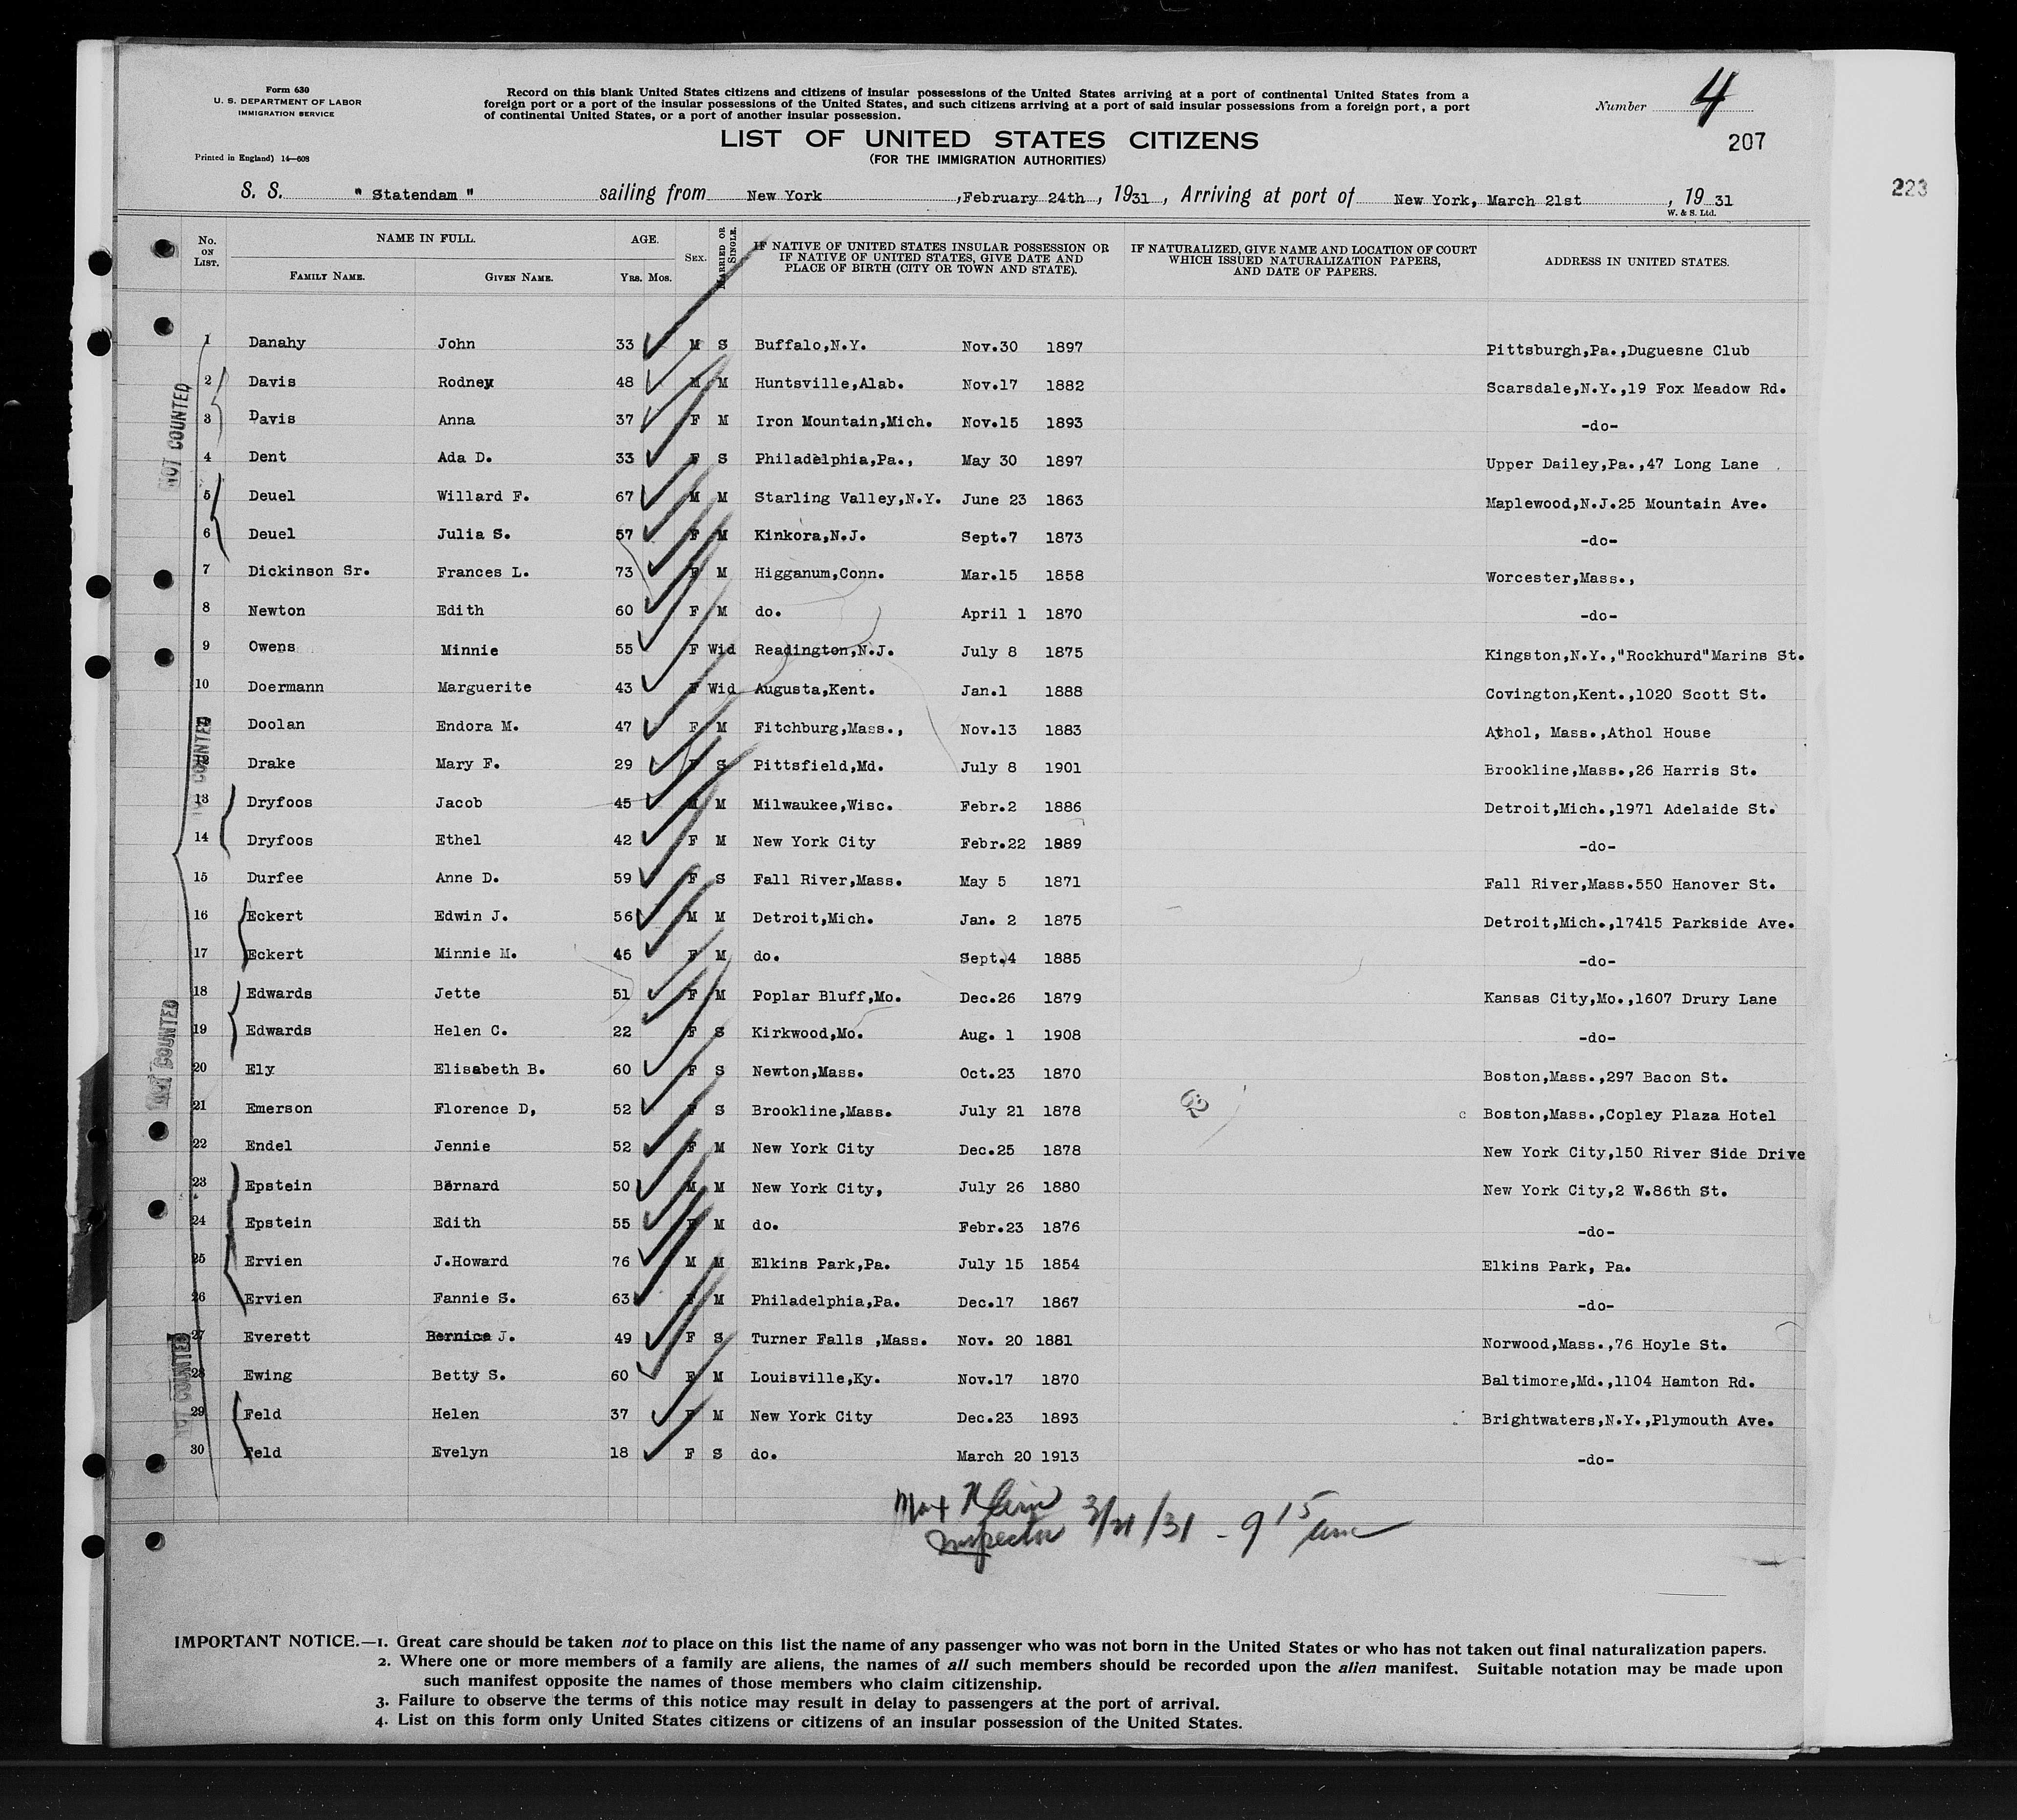 Form 630
U. S. DEPARTMENT OF LABOR
IMMIGRATION SERVICE
Printed in England) 14—608
Record on this blank United States citizens and citizens of insular possessions of the United States arriving at a port of continental United States from a
foreign port or a port of the insular possessions of the United States, and such citizens arriving at a port of said insular possessions from a foreign port, a port
of continental United States, or a port of another insular possession.
Number 4
LIST OF UNITED STATES CITIZENS
207
(FOR THE IMMIGRATION AUTHORITIES)
223
S. S. " Statendam " sailing from New York ,February 24th , 1931 , Arriving at port of New York, March 21st , 19 31
W. & S. Ltd.
No. ON LIST. NAME IN FULL. FAMILY NAME. GIVEN NAME. AGE. YRS. MOS. SEX. MARRIED OR SINGLE. IF NATIVE OF UNITED STATES INSULAR POSSESSION OR IF NATIVE OF UNITED STATES, GIVE DATE AND PLACE OF BIRTH (CITY OR TOWN AND STATE). IF NATURALIZED, GIVE NAME AND LOCATION OF COURT WHICH ISSUED NATURALIZATION PAPERS, AND DATE OF PAPERS. ADDRESS IN UNITED STATES.
1 Danahy John 33 M S Buffalo,N.Y. Nov.30 1897 Pittsburgh,Pa.,Duguesne Club
2 Davis Rodney 48 M M Huntsville,Alab. Nov.17 1882 Scarsdale,N.Y.,19 Fox Meadow Rd.
3 Davis Anna 37 F M Iron Mountain,Mich. Nov.15 1893 -do-
4 Dent Ada D. 33 F S Philadelphia,Pa., May 30 1897 Upper Dailey,Pa.,47 Long Lane
5 Deuel Willard F. 67 M M Starling Valley,N.Y. June 23 1863 Maplewood,N.J.25 Mountain Ave.
6 Deuel Julia S. 57 F M Kinkora,N.J. Sept.7 1873 -do-
7 Dickinson Sr. Frances L. 73 F M Higganum,Conn. Mar.15 1858 Worcester,Mass.,
8 Newton Edith 60 F M do. April 1 1870 -do-
9 Owens Minnie 55 F Wid Readington,N.J. July 8 1875 Kingston,N.Y.,"Rockhurd"Marins St.
10 Doermann Marguerite 43 F Wid Augusta,Kent. Jan.1 1888 Covington,Kent.,1020 Scott St.
Doolan Endora M. 47 F M Fitchburg,Mass., Nov.13 1883 Athol, Mass.,Athol House
12 Drake Mary F. 29 F S Pittsfield,Md. July 8 1901 Brookline,Mass.,26 Harris St.
13 Dryfoos Jacob 45 M M Milwaukee,Wisc. Febr.2 1886 Detroit,Mich.,1971 Adelaide St.
14 Dryfoos Ethel 42 F M New York City Febr.22 1889 -do-
15 Durfee Anne D. 59 F S Fall River,Mass. May 5 1871 Fall River,Mass.550 Hanover St.
16 Eckert Edwin J. 56 M M Detroit,Mich. Jan. 2 1875 Detroit,Mich.,17415 Parkside Ave.
17 Eckert Minnie M. 45 F M do. Sept.4 1885 -do-
18 Edwards Jette 51 F M Poplar Bluff,Mo. Dec.26 1879 Kansas City,Mo.,1607 Drury Lane
19 Edwards Helen C. 22 F S Kirkwood,Mo. Aug. 1 1908 -do-
20 Ely Elisabeth B. 60 F S Newton,Mass. Oct.23 1870 Boston,Mass.,297 Bacon St.
21 Emerson Florence D, 52 F S Brookline,Mass. July 21 1878 Boston,Mass.,Copley Plaza Hotel
22 Endel Jennie 52 F M New York City Dec.25 1878 New York City,150 River Side Drive
23 Epstein Bernard 50 M M New York City, July 26 1880 New York City,2 W.86th St.
24 Epstein Edith 55 F M do. Febr.23 1876 -do-
25 Ervien J.Howard 76 M M Elkins Park,Pa. July 15 1854 Elkins Park, Pa.
26 Ervien Fannie S. 63 F M Philadelphia,Pa. Dec.17 1867 -do-
27 Everett Bernice J. 49 F S Turner Falls ,Mass. Nov. 20 1881 Norwood,Mass.,76 Hoyle St.
28 Ewing Betty S. 60 F M Louisville,Ky. Nov.17 1870 Baltimore,Md.,1104 Hamton Rd.
29 Feld Helen 37 F M New York City Dec.23 1893 Brightwaters,N.Y.,Plymouth Ave.
30 Feld Evelyn 18 F S do. March 20 1913 -do-
NOT COUNTED
NOT COUNTED
NOT COUNTED
NOT COUNTED
62
Max Klein
Inspector 3/21/31 - 9 15 am
IMPORTANT NOTICE.—1. Great care should be taken not to place on this list the name of any passenger who was not born in the United States or who has not taken out final naturalization papers.
2. Where one or more members of a family are aliens, the names of all such members should be recorded upon the alien manifest. Suitable notation may be made upon
such manifest opposite the names of those members who claim citizenship.
3. Failure to observe the terms of this notice may result in delay to passengers at the port of arrival.
4. List on this form only United States citizens or citizens of an insular possession of the United States.